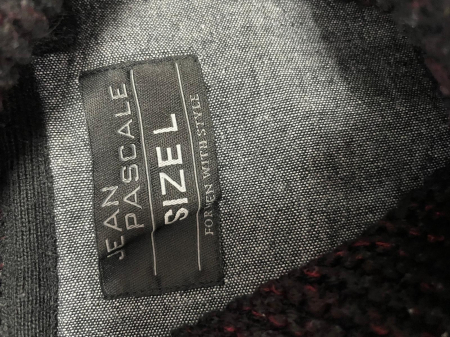 JEAN
PASCALE
SIZE L
FOR MEN WITH STYLE